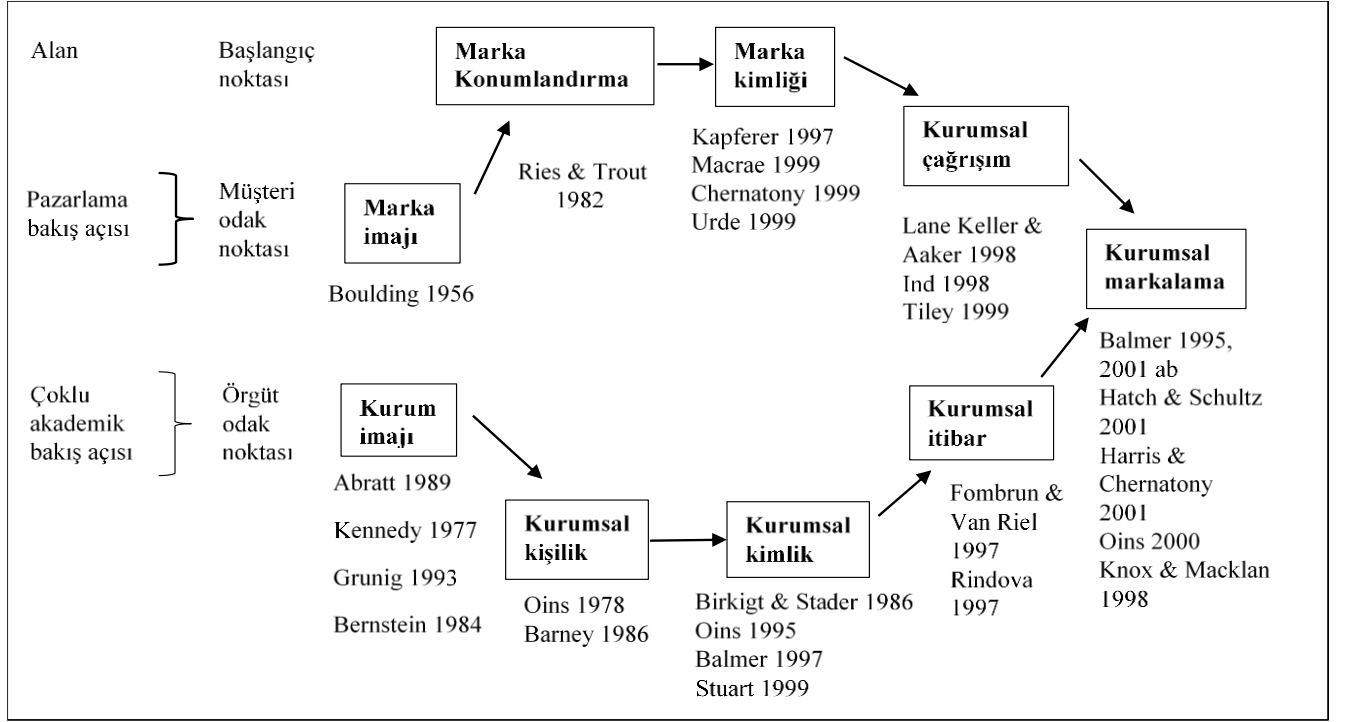 Alan
Başlangıç
noktası
Marka
Konumlandırma
Marka
kimliği
Kurumsal
çağrışım
Kapferer 1997
Macrae 1999
Chernatony 1999
Urde 1999
Ries & Trout
1982
Pazarlama
bakış açısı
Müşteri
odak
noktası
Marka
imajı
Boulding 1956
Lane Keller &
Aaker 1998
Ind 1998
Tiley 1999
Kurumsal
markalama
Balmer 1995,
2001 ab
Hatch & Schultz
2001
Harris &
Chernatony
2001
Oins 2000
Knox & Macklan
1998
Çoklu
akademik
bakış açısı
Örgüt
odak
noktası
Kurum
imajı
Abratt 1989
Kennedy 1977
Grunig 1993
Bernstein 1984
Kurumsal
kişilik
Oins 1978
Barney 1986
Kurumsal
kimlik
Birkigt & Stader 1986
Oins 1995
Balmer 1997
Stuart 1999
Kurumsal
itibar
Fombrun &
Van Riel
1997
Rindova
1997